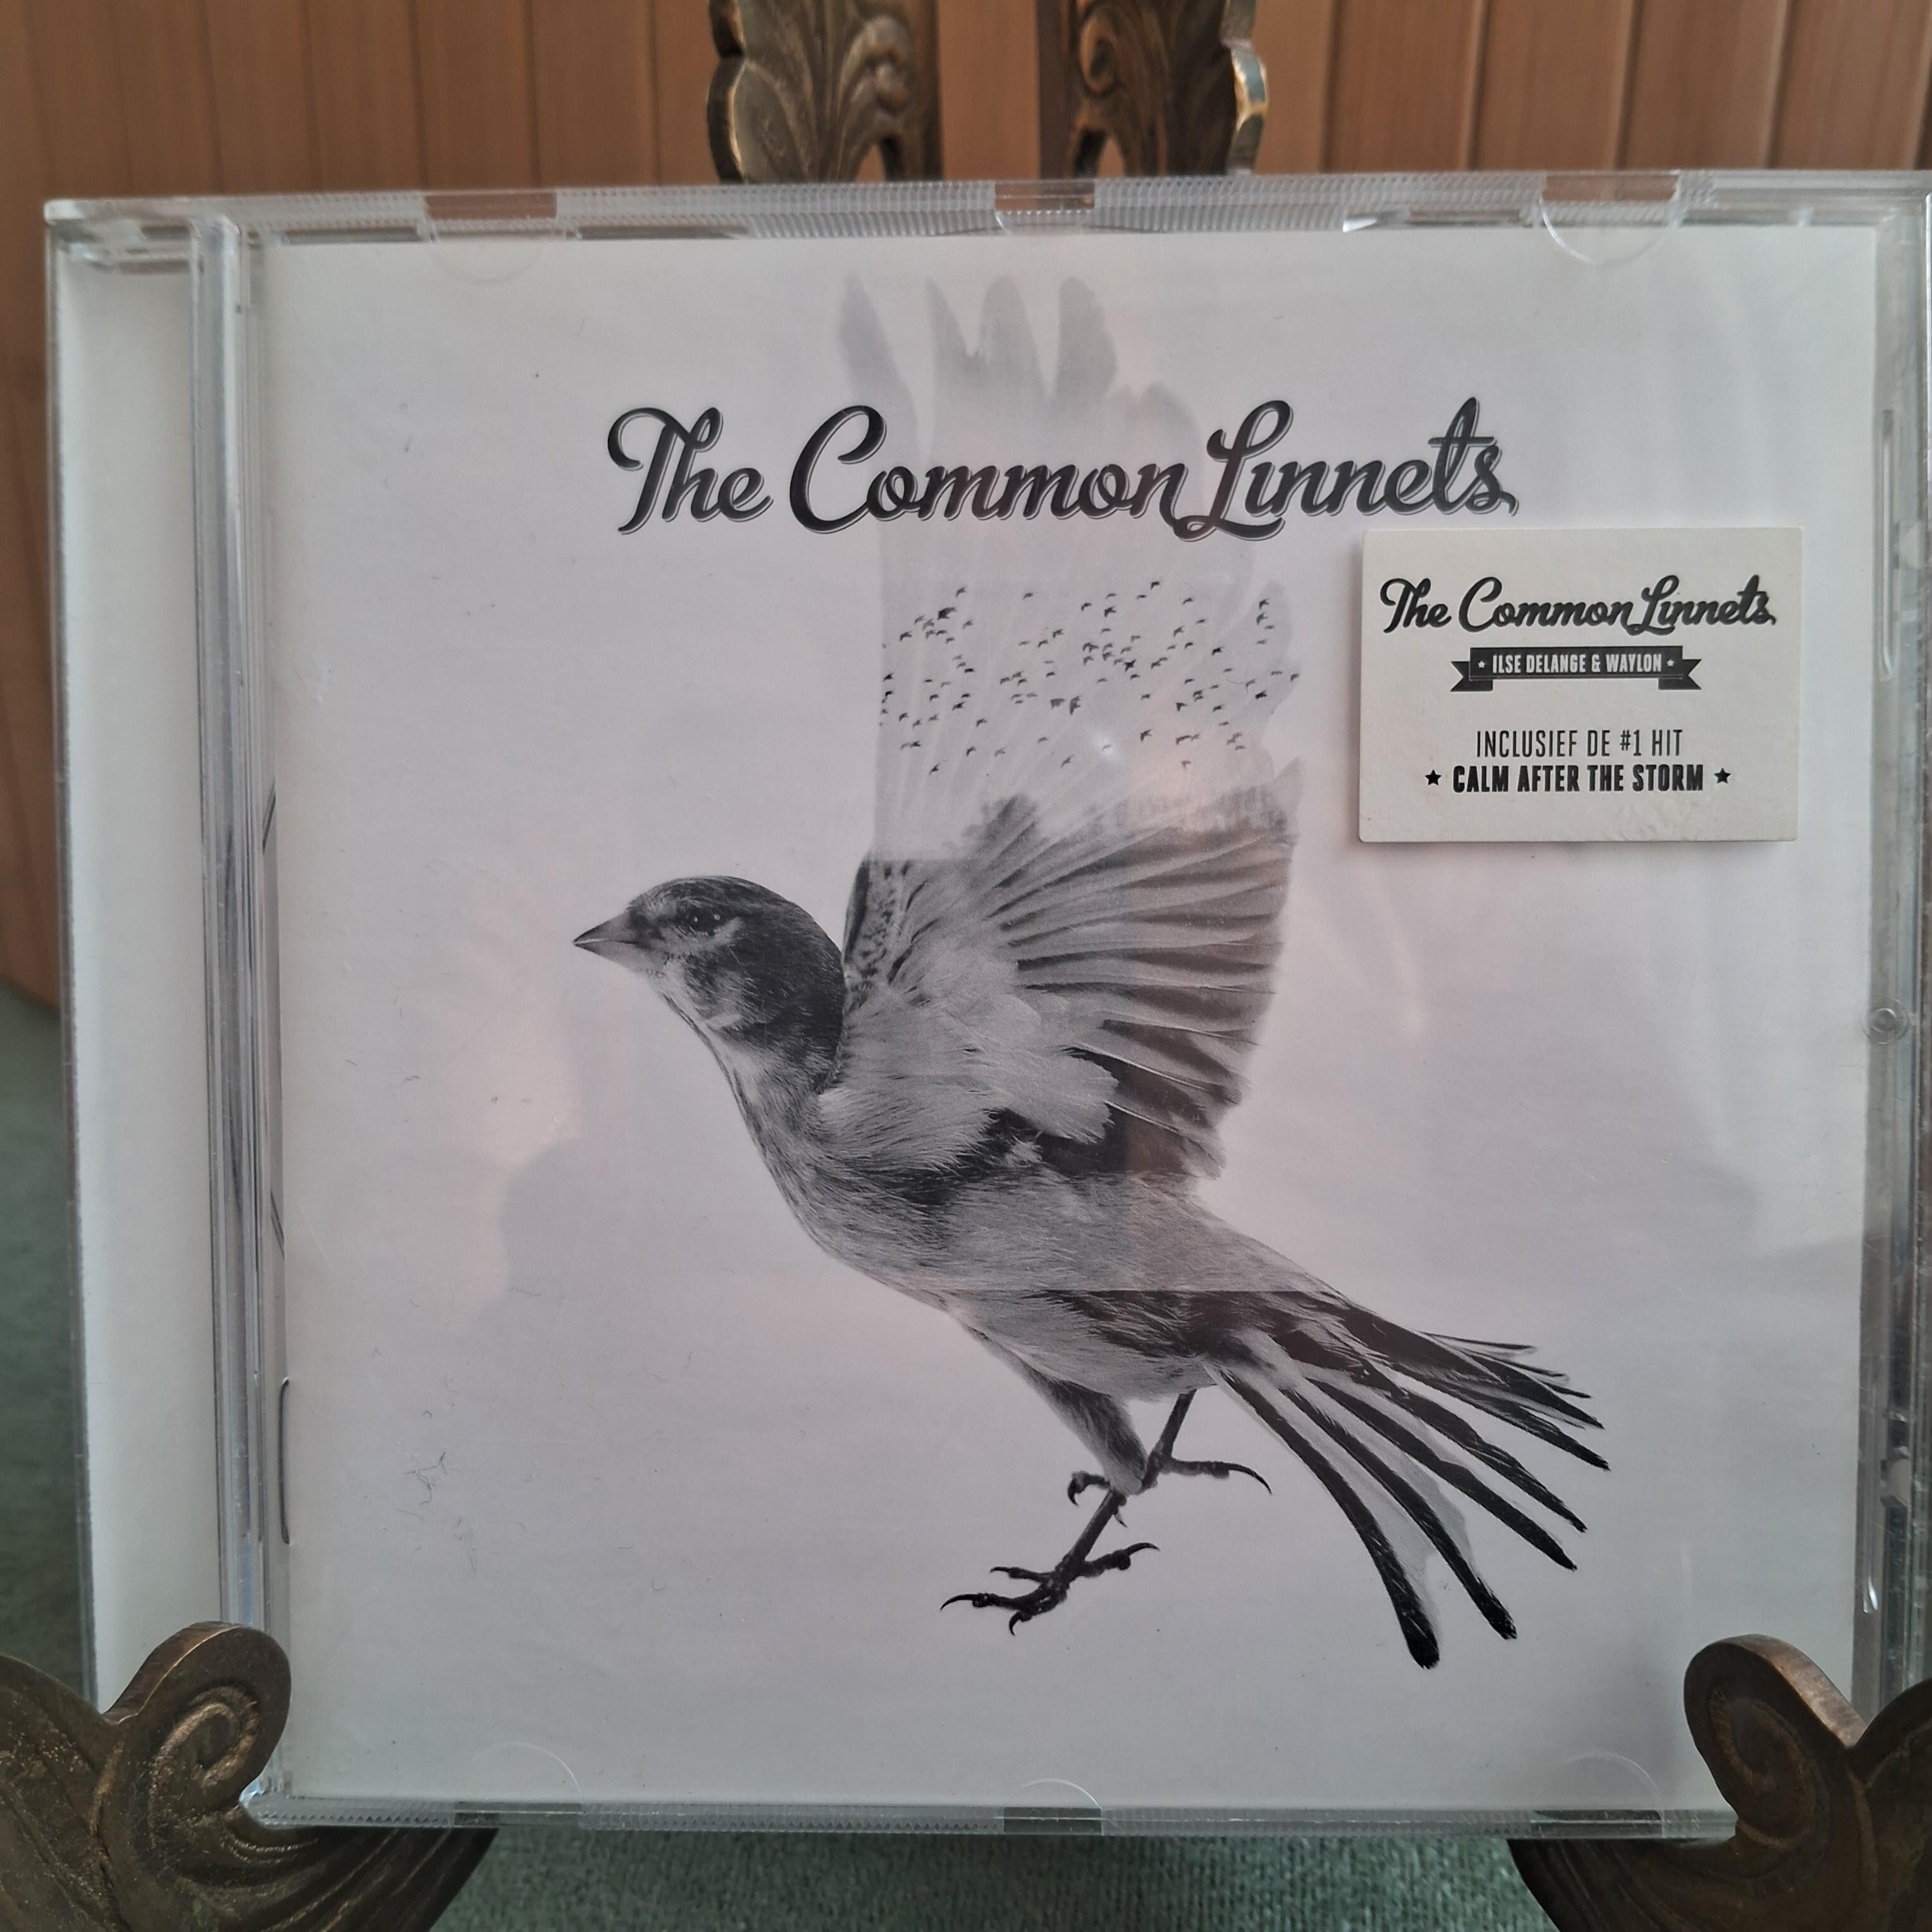 The Common Linnets
The Common Linnets
ILSE DELANGE & WAYLON
INCLUSIEF DE #1 HIT
CALM AFTER THE STORM